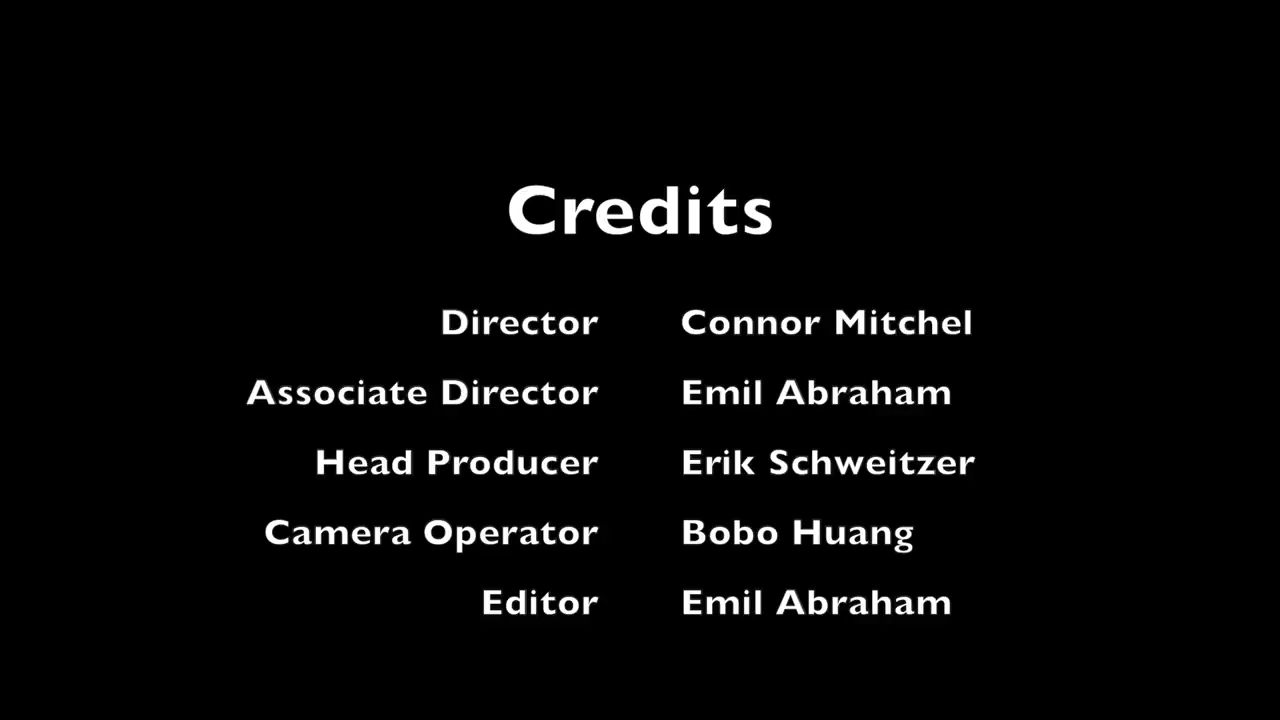 Credits
Director Connor Mitchel
Associate Director Emil Abraham
Head Producer Erik Schweitzer
Camera Operator Bobo Huang
Editor Emil Abraham